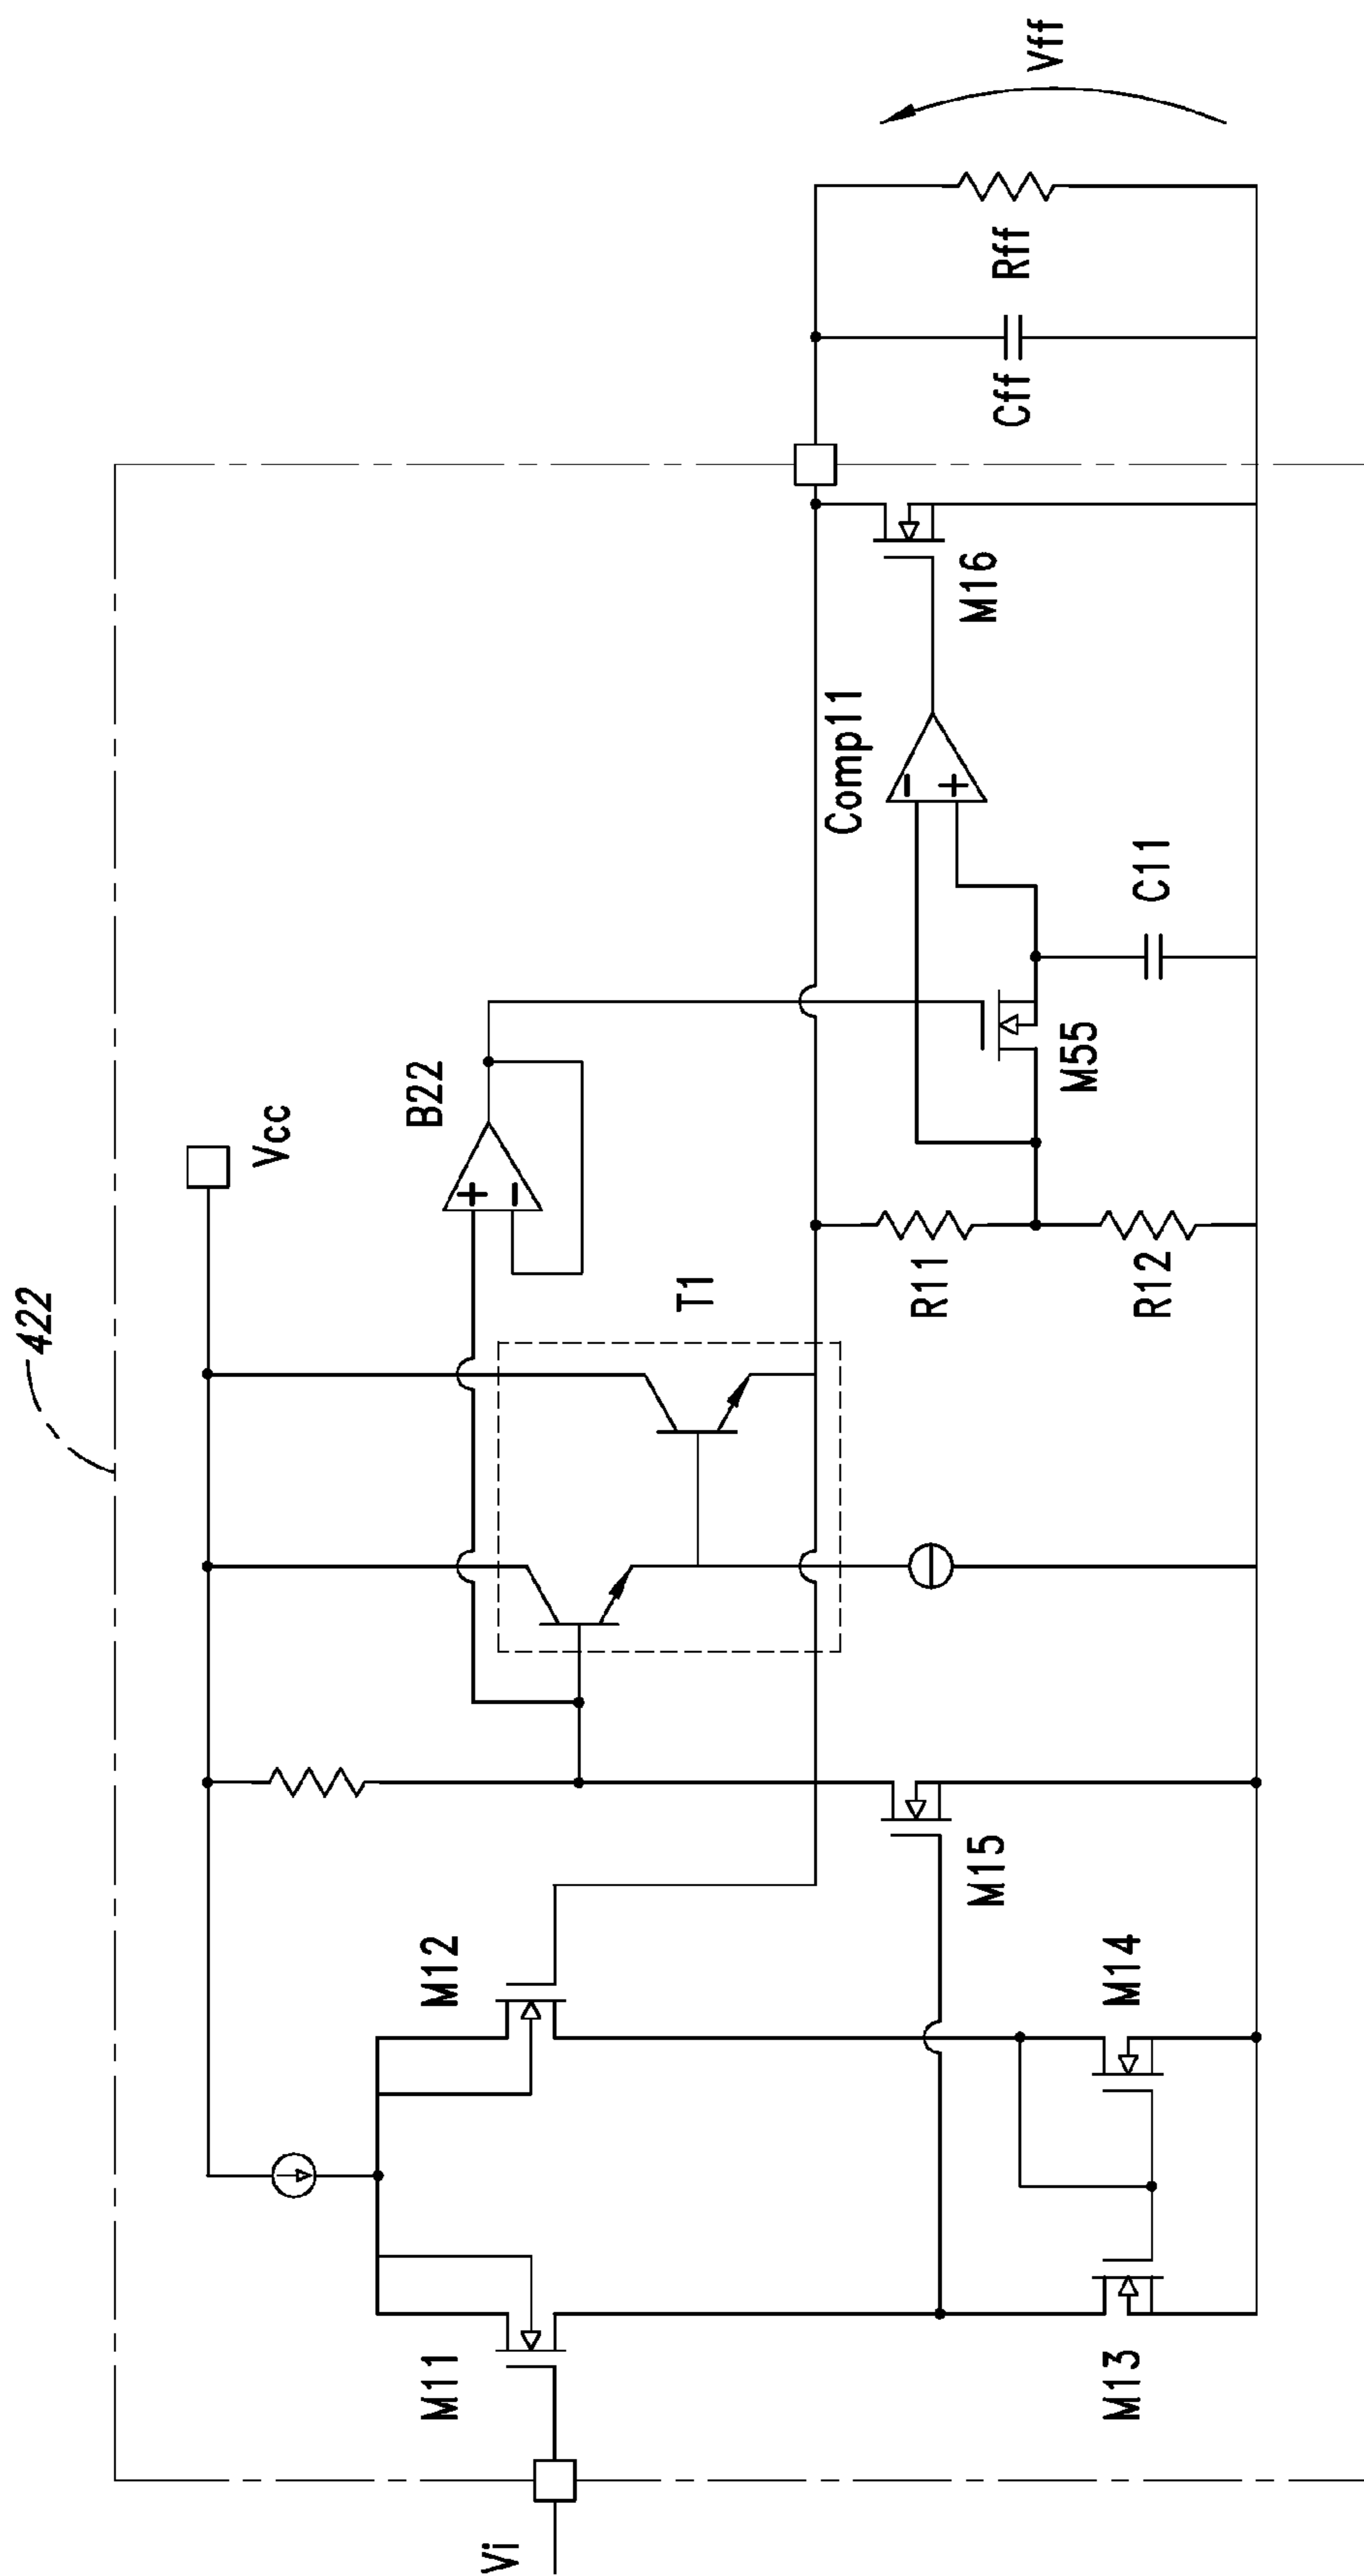 422
Vcc
B22
T1
M12
M11
Vi
M15
M14
M13
R11
R12
M55
C11
Comp11
M16
Cff
Rff
Vff
+
−
−
+